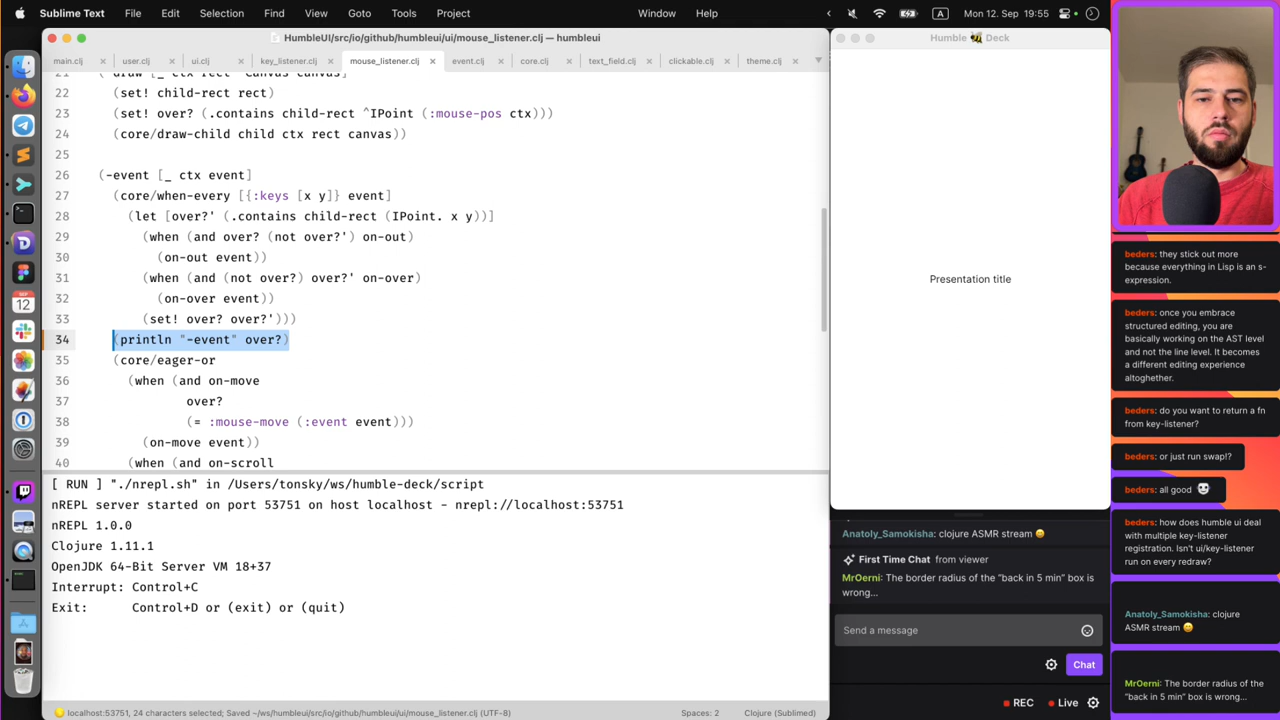 Sublime Text File Edit Selection Find View Goto Tools Project Window Help
A Mon 12. Sep 19:55
HumbleUI/src/io/github/humbleui/ui/mouse_listener.clj — humbleui
main.clj user.clj ui.clj key_listener.clj mouse_listener.clj event.clj core.clj text_field.clj clickable.clj theme.clj
21 (draw [_ ctx rect ^Canvas canvas]
22 (set! child-rect rect)
23 (set! over? (.contains child-rect ^IPoint (:mouse-pos ctx)))
24 (core/draw-child child ctx rect canvas))
25
26 (-event [_ ctx event]
27 (core/when-every [{:keys [x y]} event]
28 (let [over?' (.contains child-rect (IPoint. x y))]
29 (when (and over? (not over?') on-out)
30 (on-out event))
31 (when (and (not over?) over?' on-over)
32 (on-over event))
33 (set! over? over?')))
34 (println "-event" over?)
35 (core/eager-or
36 (when (and on-move
37 over?
38 (= :mouse-move (:event event)))
39 (on-move event))
40 (when (and on-scroll
[ RUN ] "./nrepl.sh" in /Users/tonsky/ws/humble-deck/script
nREPL server started on port 53751 on host localhost - nrepl://localhost:53751
nREPL 1.0.0
Clojure 1.11.1
OpenJDK 64-Bit Server VM 18+37
Interrupt: Control+C
Exit: Control+D or (exit) or (quit)
localhost:53751, 24 characters selected; Saved ~/ws/humbleui/src/io/github/humbleui/ui/mouse_listener.clj (UTF-8)
Spaces: 2
Clojure (Sublimed)
Humble 🐝 Deck
Presentation title
Anatoly_Samokisha: clojure ASMR stream 😄
First Time Chat from viewer
MrOerni: The border radius of the “back in 5 min” box is
wrong...
Send a message
Chat
REC
Live
beders: they stick out more
because everything in Lisp is an s-
expression.
beders: once you embrace
structured editing, you are
basically working on the AST level
and not the line level. It becomes
a different editing experience
altoghether.
beders: do you want to return a fn
from key-listener?
beders: or just run swap!?
beders: all good
beders: how does humble ui deal
with multiple key-listener
registration. Isn't ui/key-listener
run on every redraw?
Anatoly_Samokisha: clojure
ASMR stream 😄
MrOerni: The border radius of the
“back in 5 min” box is wrong...
SEP
12